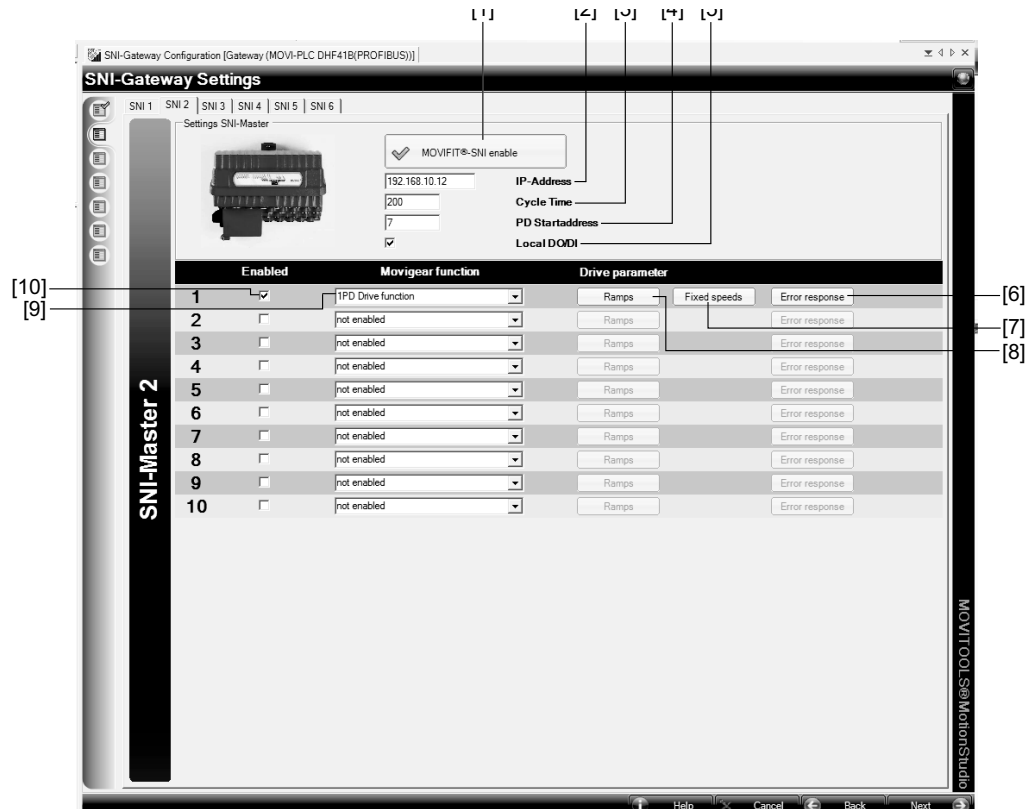 [1] [2] [3] [4] [5]
SNI-Gateway Configuration [Gateway (MOVI-PLC DHF41B(PROFIBUS))]
SNI-Gateway Settings
SNI 1 SNI 2 SNI 3 SNI 4 SNI 5 SNI 6
Settings SNI-Master
MOVIFIT®-SNI enable
192.168.10.12 IP-Address
200 Cycle Time
7 PD Startaddress
Local DO/DI
Enabled Movigear function Drive parameter
[10] 1 1PD Drive function Ramps Fixed speeds Error response [6]
[9] 2 not enabled Ramps Error response [7]
3 not enabled Ramps Error response [8]
4 not enabled Ramps Error response
5 not enabled Ramps Error response
6 not enabled Ramps Error response
7 not enabled Ramps Error response
8 not enabled Ramps Error response
9 not enabled Ramps Error response
10 not enabled Ramps Error response
SNI-Master 2
MOVITOOLS®MotionStudio
Help Cancel Back Next